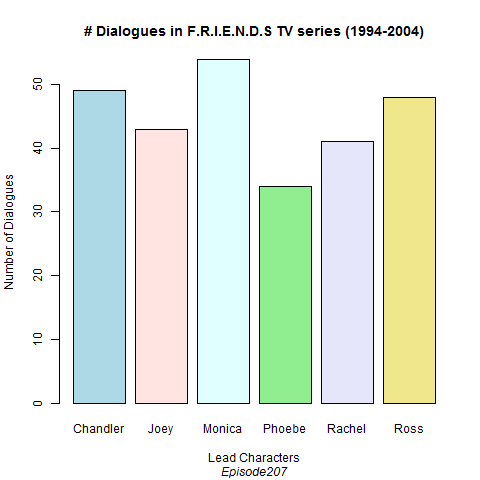 # Dialogues in F.R.I.E.N.D.S TV series (1994-2004)
Number of Dialogues
50
40
30
20
10
0
Chandler Joey Monica Phoebe Rachel Ross
Lead Characters
Episode207